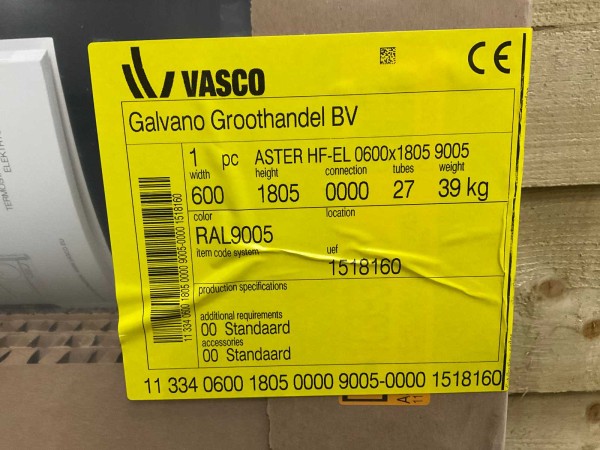 VASCO
CE
Galvano Groothandel BV
1 pc ASTER HF-EL 0600x1805 9005
width height connection tubes weight
600 1805 0000 27 39 kg
color location
RAL9005
item code system uef
1518160
production specifications
additional requirements
00 Standaard
accessories
00 Standaard
11 334 0600 1805 0000 9005-0000 1518160
11 334 0600 1805 0000 9005-0000 1518160